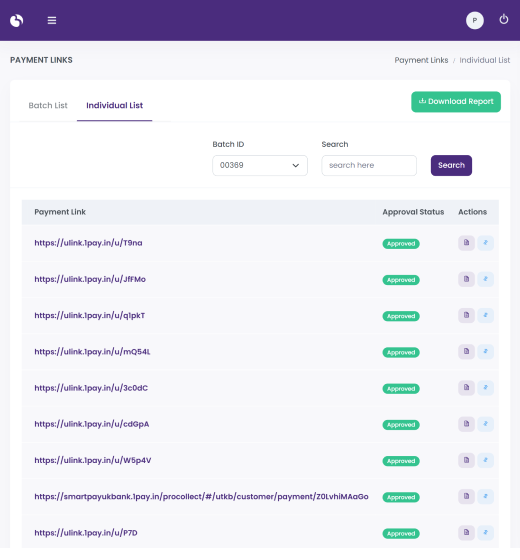 P
PAYMENT LINKS
Payment Links / Individual List
Batch List
Individual List
Download Report
Batch ID
Search
00369
search here
Search
Payment Link Approval Status Actions
https://ulink.1pay.in/u/T9na Approved
https://ulink.1pay.in/u/JfFMo Approved
https://ulink.1pay.in/u/q1pkT Approved
https://ulink.1pay.in/u/mQ54L Approved
https://ulink.1pay.in/u/3c0dC Approved
https://ulink.1pay.in/u/cdGpA Approved
https://ulink.1pay.in/u/W5p4V Approved
https://smartpayukbank.1pay.in/procollect/#/utkb/customer/payment/Z0LvhiMAaGo Approved
https://ulink.1pay.in/u/P7D Approved